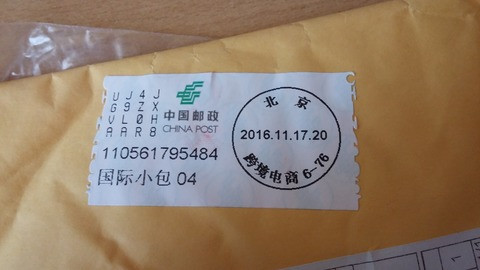 UJ4J
G9ZX
VL0H
AAR8
中国邮政
CHINA POST
110561795484
国际小包 04
北京
2016.11.17.20
跨境电商 6-76